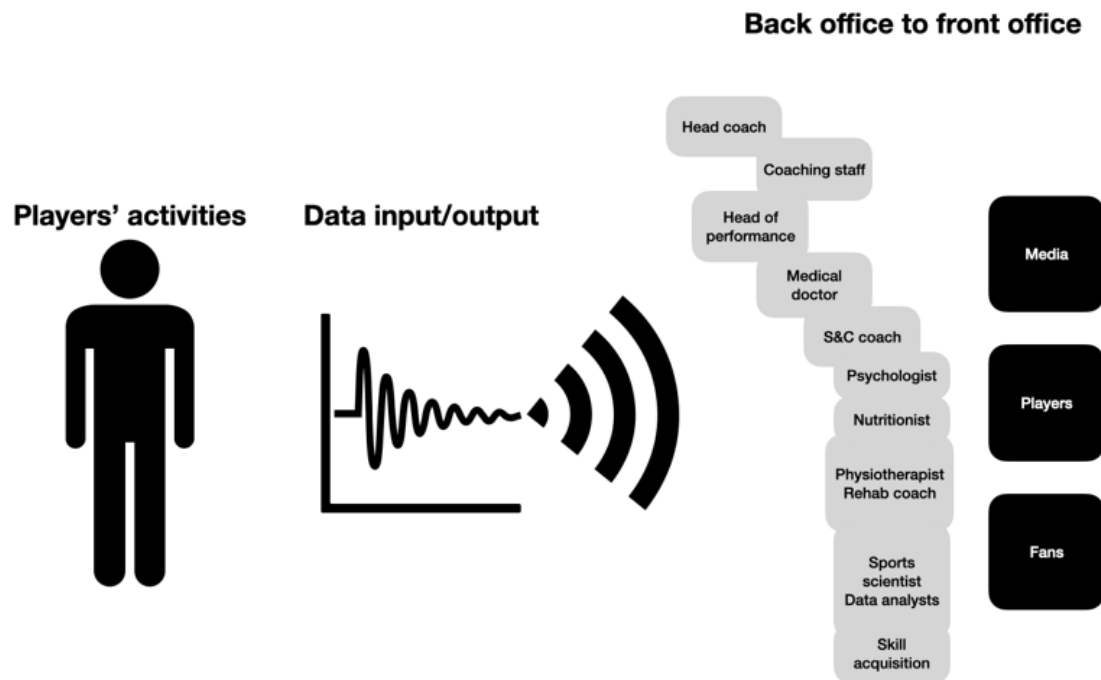 Back office to front office
Players’ activities
Data input/output
Head coach
Coaching staff
Head of
performance
Medical
doctor
S&C coach
Psychologist
Nutritionist
Physiotherapist
Rehab coach
Sports
scientist
Data analysts
Skill
acquisition
Media
Players
Fans